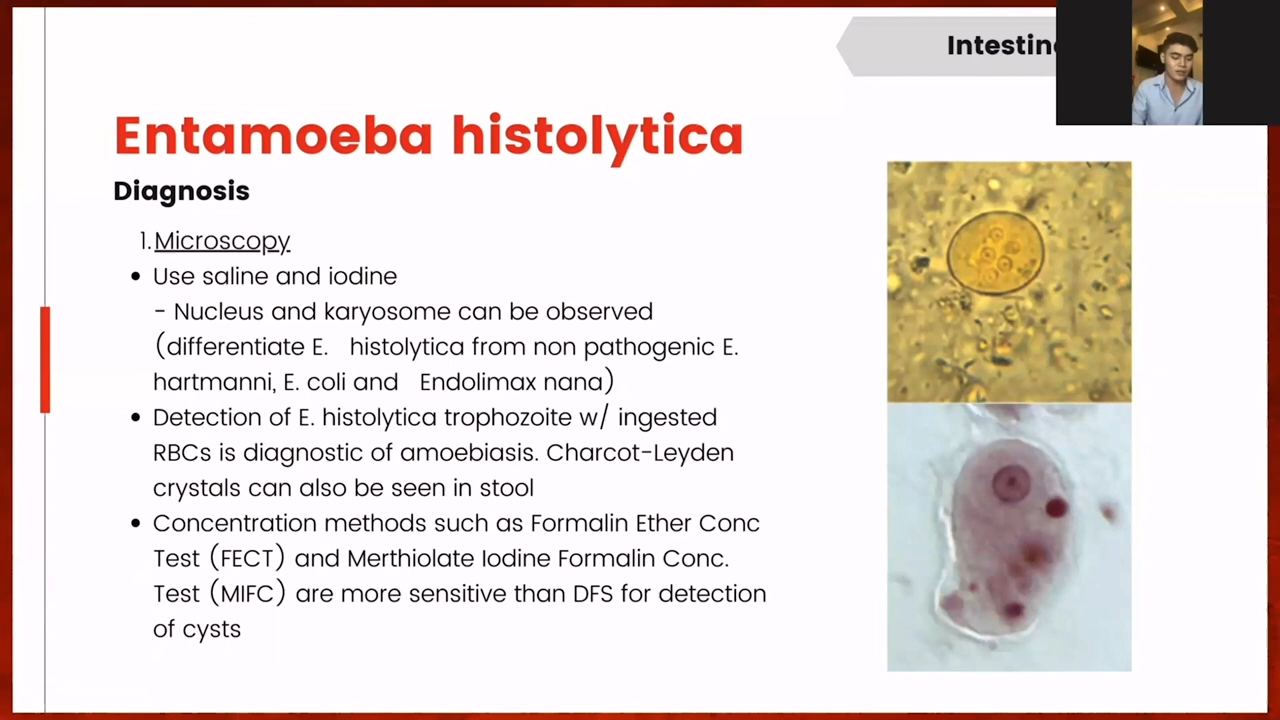 Entamoeba histolytica
Diagnosis
1. Microscopy
• Use saline and iodine
- Nucleus and karyosome can be observed
(differentiate E. histolytica from non pathogenic E.
hartmanni, E. coli and Endolimax nana)
• Detection of E. histolytica trophozoite w/ ingested
RBCs is diagnostic of amoebiasis. Charcot-Leyden
crystals can also be seen in stool
• Concentration methods such as Formalin Ether Conc
Test (FECT) and Merthiolate Iodine Formalin Conc.
Test (MIFC) are more sensitive than DFS for detection
of cysts